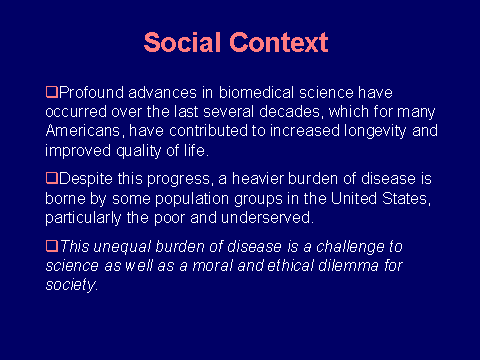 Social Context
❑Profound advances in biomedical science have
occurred over the last several decades, which for many
Americans, have contributed to increased longevity and
improved quality of life.
❑Despite this progress, a heavier burden of disease is
borne by some population groups in the United States,
particularly the poor and underserved.
❑This unequal burden of disease is a challenge to
science as well as a moral and ethical dilemma for
society.